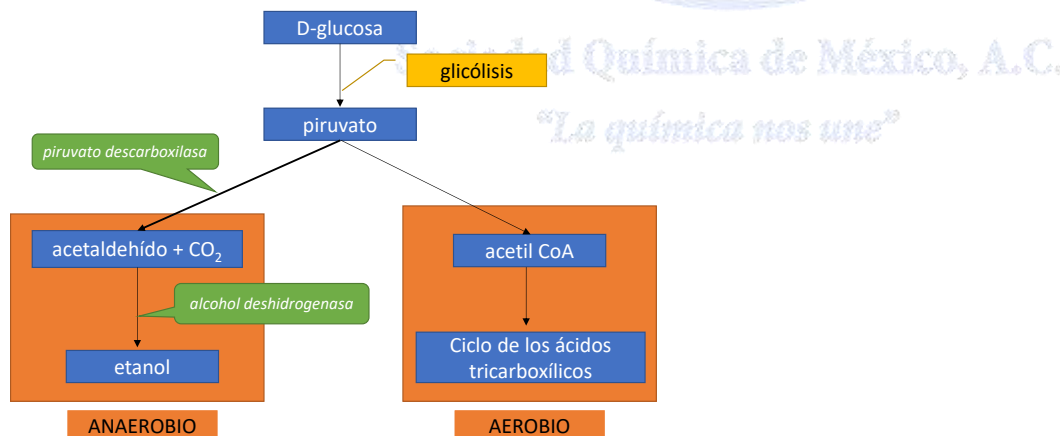 D-glucosa
Sociedad Química de México, A.C.
glicólisis
"La química nos une"
piruvato
piruvato descarboxilasa
acetaldehído + CO₂
acetil CoA
alcohol deshidrogenasa
etanol
Ciclo de los ácidos
tricarboxílicos
ANAEROBIO
AEROBIO